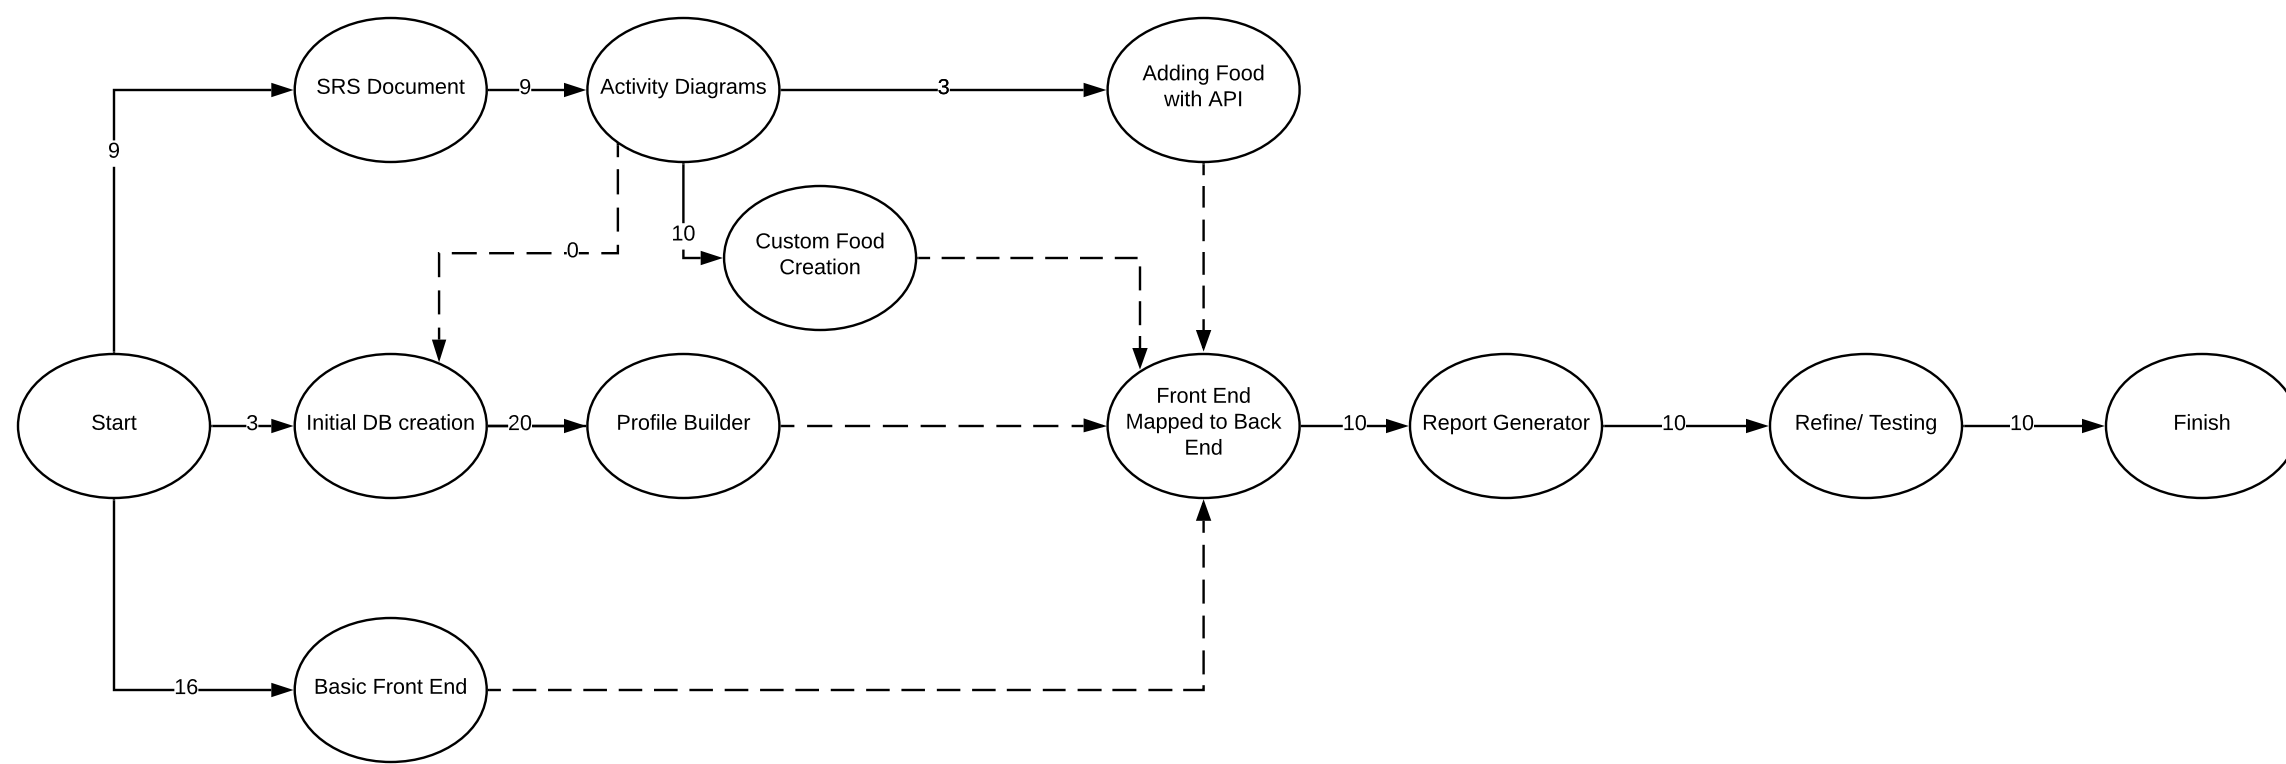 SRS Document
9
Activity Diagrams
3
Adding Food
with API
9
10
Custom Food
Creation
0
Start
3
Initial DB creation
20
Profile Builder
Front End
Mapped to Back
End
10
Report Generator
10
Refine/ Testing
10
Finish
16
Basic Front End